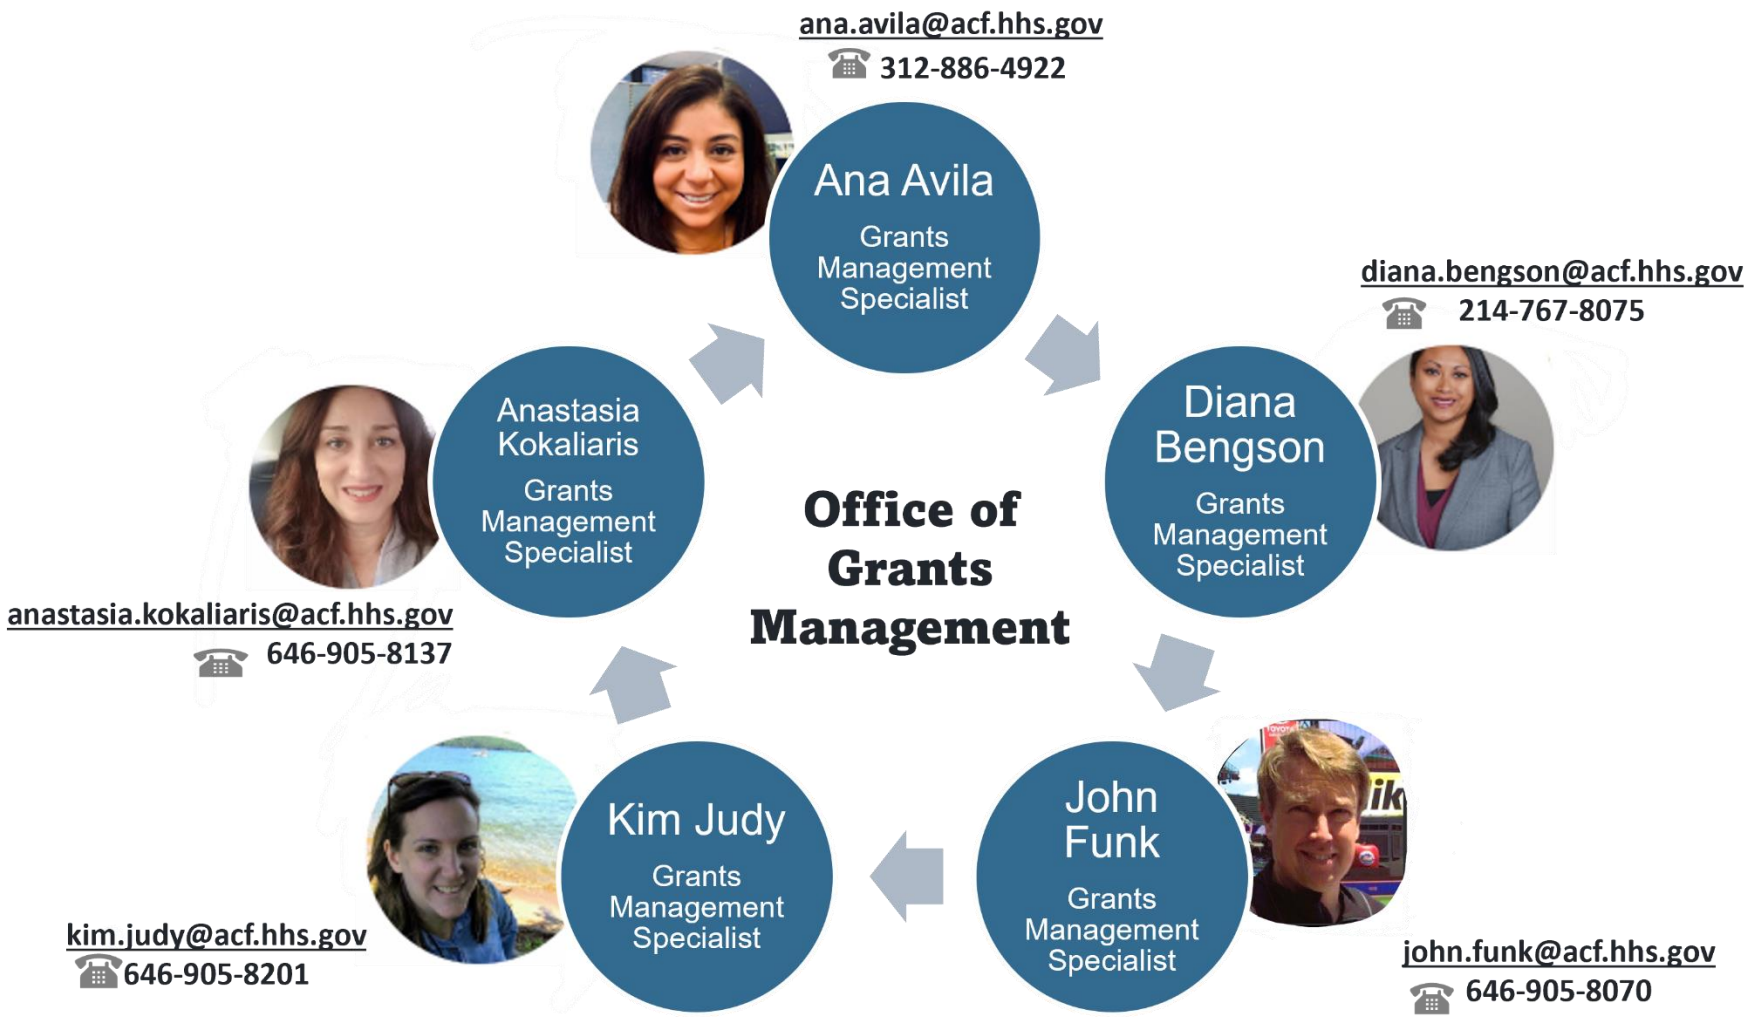 ana.avila@acf.hhs.gov
312-886-4922
Ana Avila
Grants
Management
Specialist
diana.bengson@acf.hhs.gov
214-767-8075
Diana
Bengson
Grants
Management
Specialist
Anastasia
Kokaliaris
Grants
Management
Specialist
anastasia.kokaliaris@acf.hhs.gov
646-905-8137
Office of
Grants
Management
John
Funk
Grants
Management
Specialist
john.funk@acf.hhs.gov
646-905-8070
Kim Judy
Grants
Management
Specialist
kim.judy@acf.hhs.gov
646-905-8201